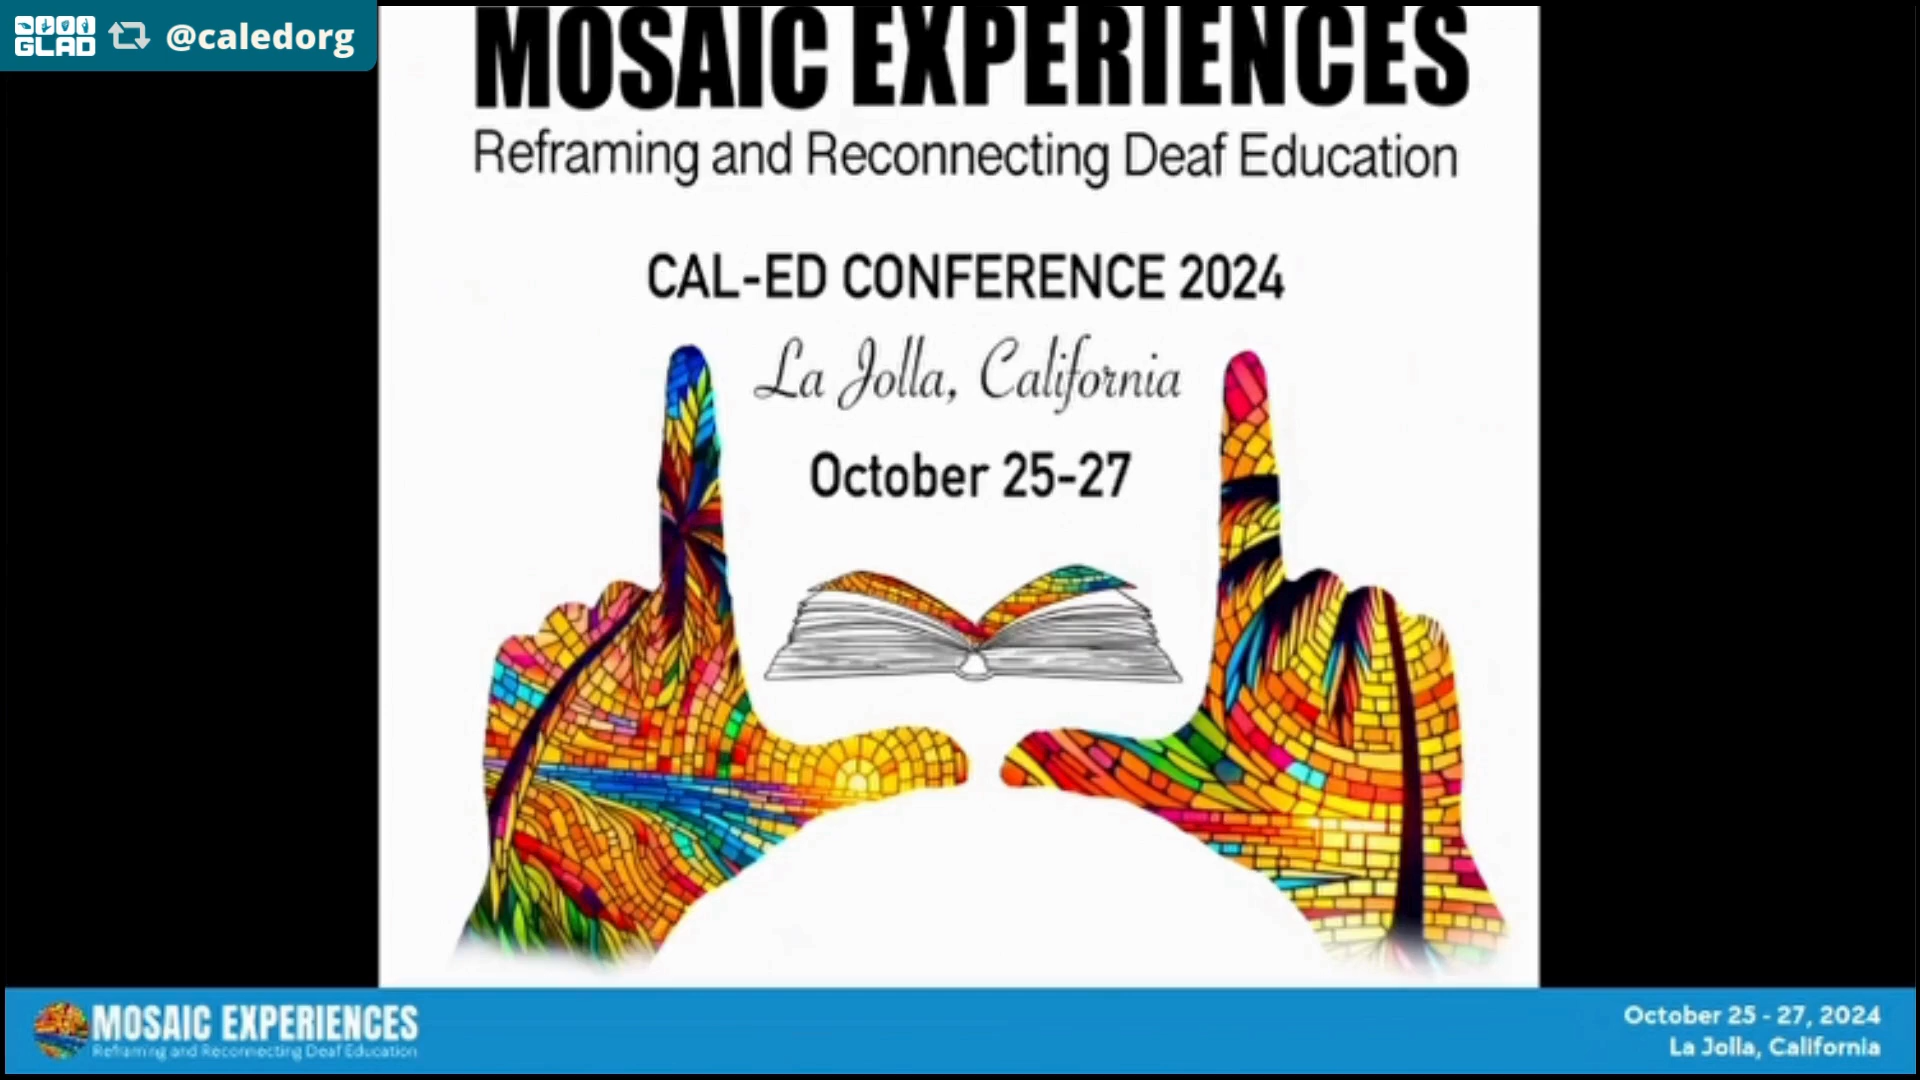 GLAD
@caledorg
MOSAIC EXPERIENCES
Reframing and Reconnecting Deaf Education
CAL-ED CONFERENCE 2024
La Jolla, California
October 25-27
MOSAIC EXPERIENCES
Reframing and Reconnecting Deaf Education
October 25 - 27, 2024
La Jolla, California